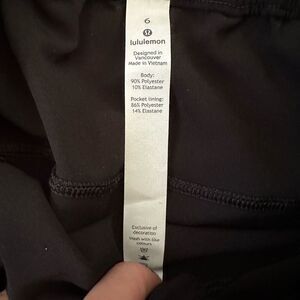 6
lululemon
Designed in
Vancouver
Made in Vietnam
Body:
90% Polyester
10% Elastane
Pocket lining:
86% Polyester
14% Elastane
Exclusive of
decoration
Wash with like
colours